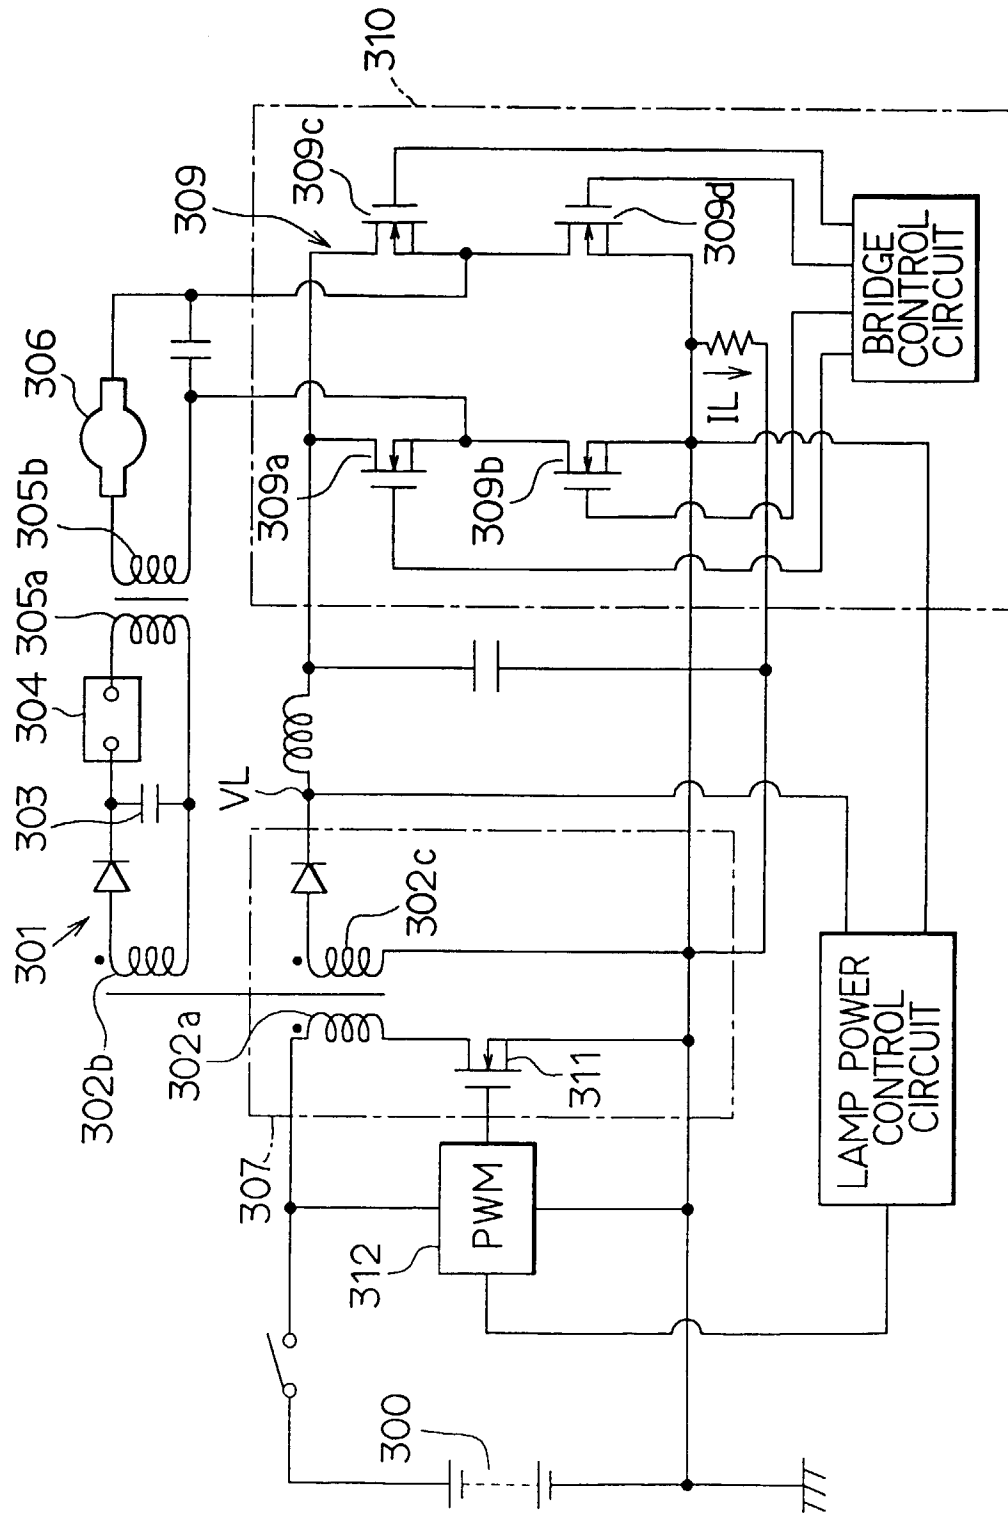 310
309
309c
309d
306
305b
305a
304
303
301
302b
302a
302c
VL
309a
309b
IL
BRIDGE
CONTROL
CIRCUIT
307
311
312
PWM
LAMP POWER
CONTROL
CIRCUIT
300